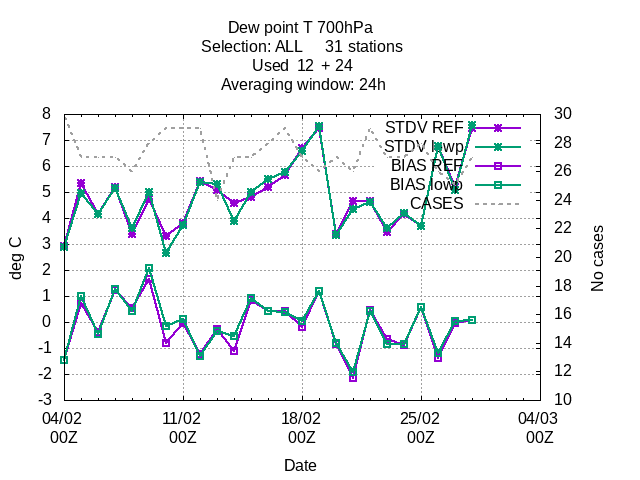 Dew point T 700hPa
Selection: ALL 31 stations
Used 12 + 24
Averaging window: 24h
8
7
6
5
4
3
2
1
0
-1
-2
-3
30
28
26
24
22
20
18
16
14
12
10
deg C
No cases
STDV REF
STDV lowp
BIAS REF
BIAS lowp
CASES
04/02 11/02 18/02 25/02 04/03
00Z 00Z 00Z 00Z 00Z
Date